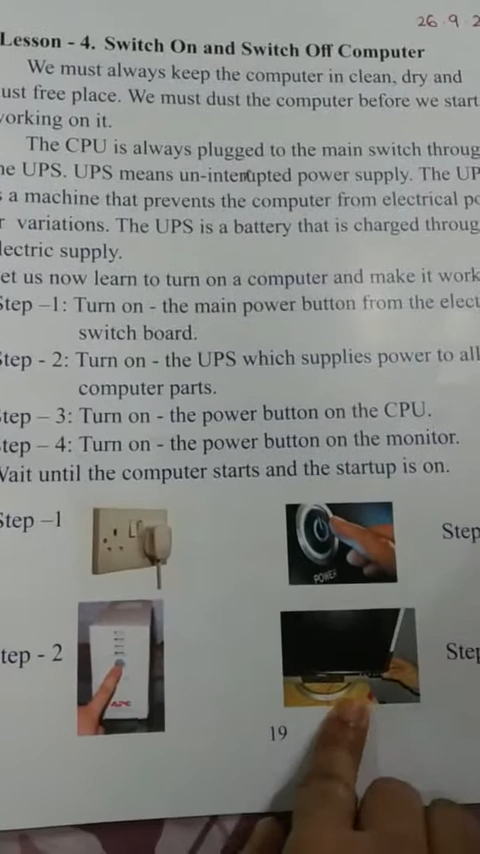 26.9.2
Lesson - 4. Switch On and Switch Off Computer
We must always keep the computer in clean, dry and
ust free place. We must dust the computer before we start
working on it.
The CPU is always plugged to the main switch throug
he UPS. UPS means un-interrupted power supply. The UP
s a machine that prevents the computer from electrical po
r variations. The UPS is a battery that is charged throug
lectric supply.
et us now learn to turn on a computer and make it work
Step –1: Turn on - the main power button from the elect
switch board.
Step - 2: Turn on - the UPS which supplies power to all
computer parts.
Step – 3: Turn on - the power button on the CPU.
Step – 4: Turn on - the power button on the monitor.
Wait until the computer starts and the startup is on.
Step –1
Step
POWER
tep - 2
Step
APC
19